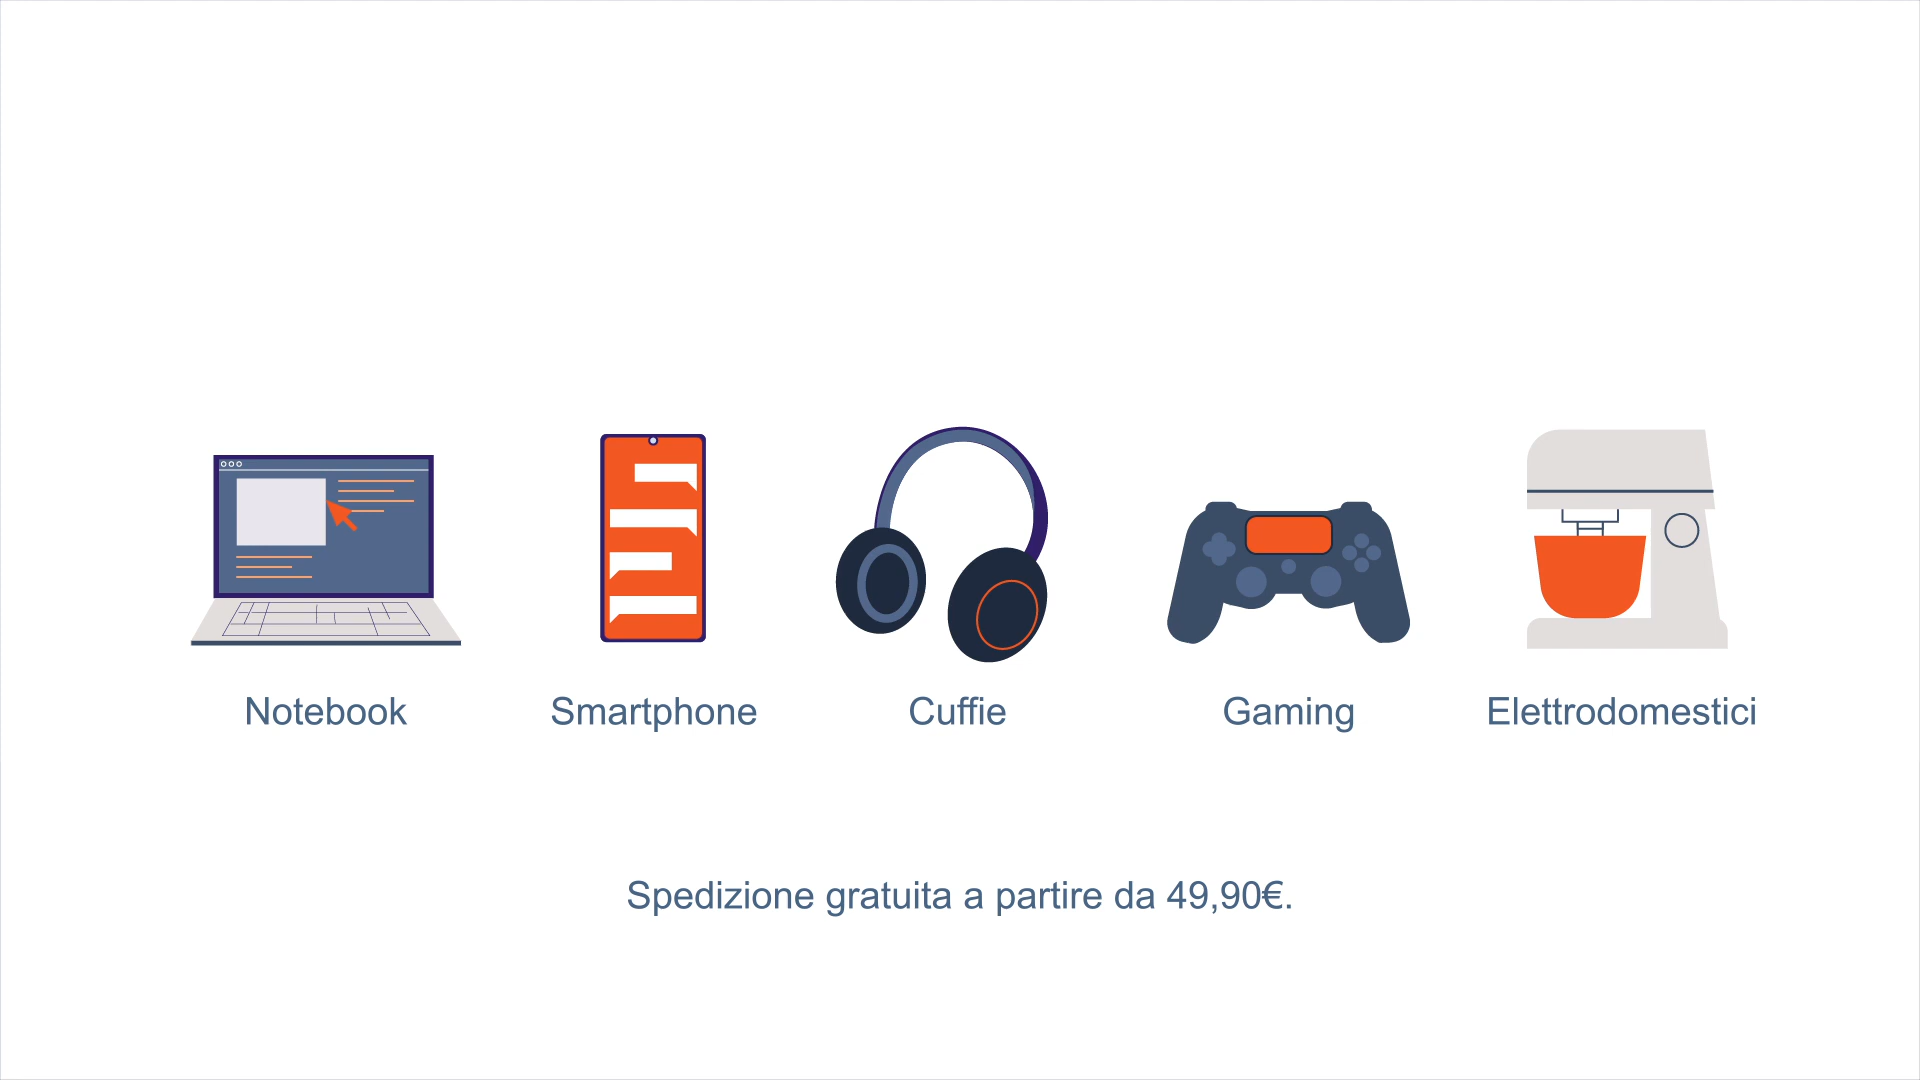 Notebook
Smartphone
Cuffie
Gaming
Elettrodomestici
Spedizione gratuita a partire da 49,90€.